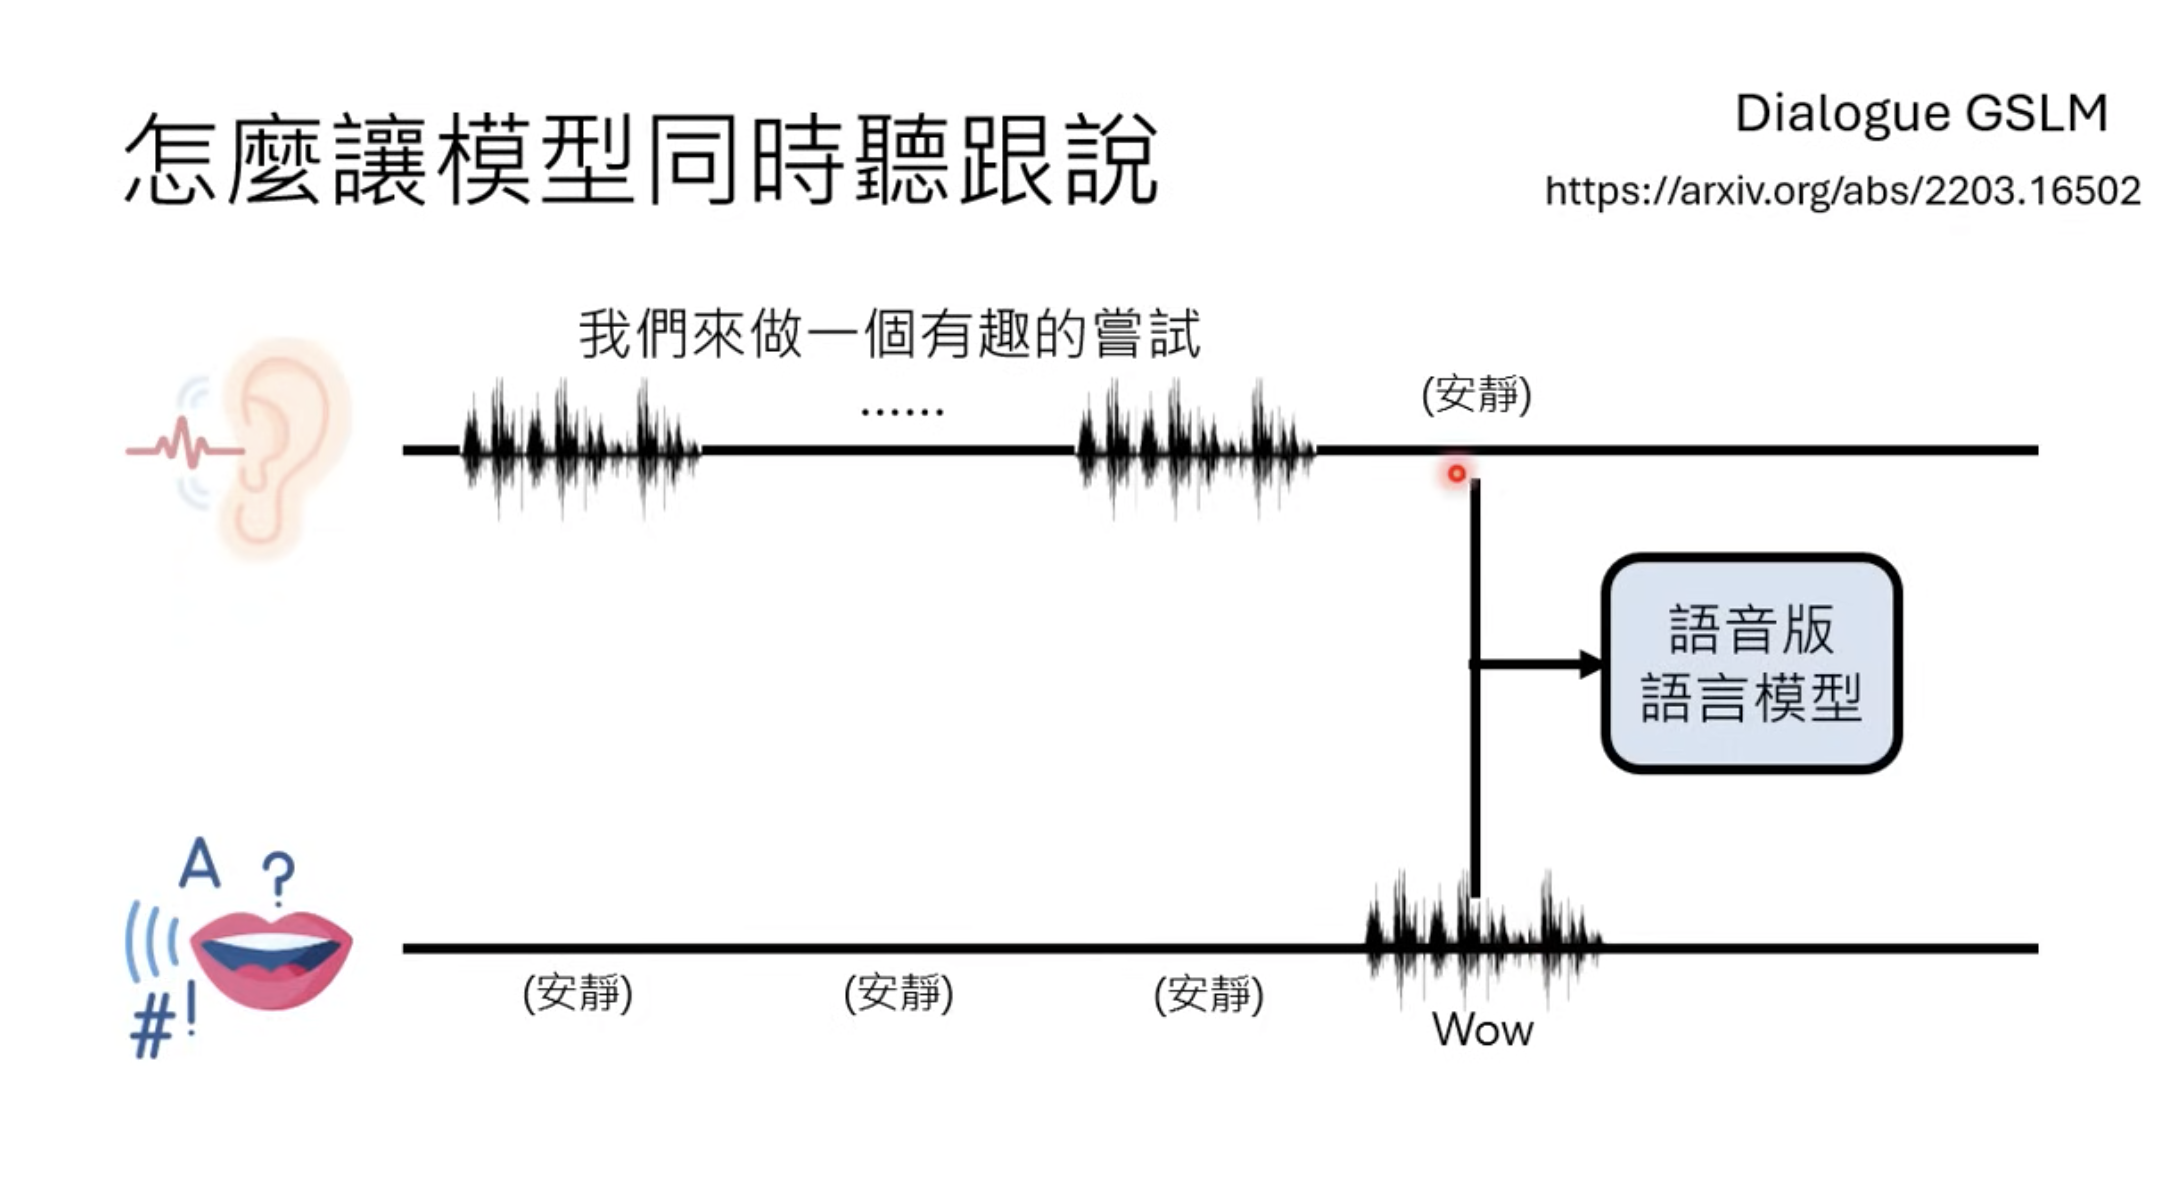 怎麼讓模型同時聽跟說
Dialogue GSLM
https://arxiv.org/abs/2203.16502
我們來做一個有趣的嘗試
......
(安靜)
語音版
語言模型
A ?
#!
(安靜) (安靜) (安靜)
Wow